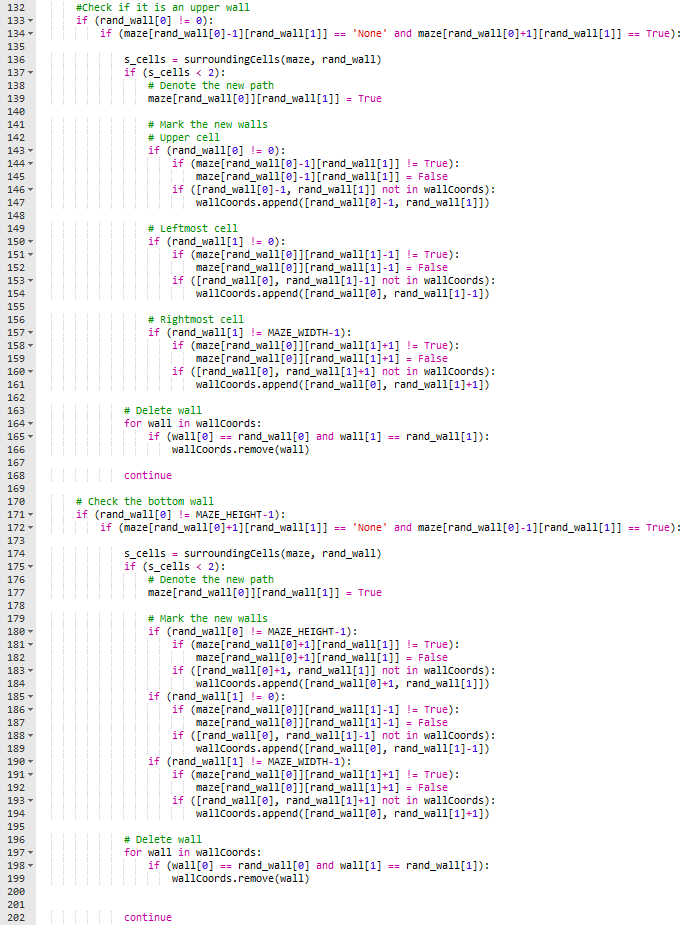 132 #Check if it is an upper wall
133 if (rand_wall[0] != 0):
134 if (maze[rand_wall[0]-1][rand_wall[1]] == 'None' and maze[rand_wall[0]+1][rand_wall[1]] == True):
135
136 s_cells = surroundingCells(maze, rand_wall)
137 if (s_cells < 2):
138 # Denote the new path
139 maze[rand_wall[0]][rand_wall[1]] = True
140
141 # Mark the new walls
142 # Upper cell
143 if (rand_wall[0] != 0):
144 if (maze[rand_wall[0]-1][rand_wall[1]] != True):
145 maze[rand_wall[0]-1][rand_wall[1]] = False
146 if ([rand_wall[0]-1, rand_wall[1]] not in wallCoords):
147 wallCoords.append([rand_wall[0]-1, rand_wall[1]])
148
149 # Leftmost cell
150 if (rand_wall[1] != 0):
151 if (maze[rand_wall[0]][rand_wall[1]-1] != True):
152 maze[rand_wall[0]][rand_wall[1]-1] = False
153 if ([rand_wall[0], rand_wall[1]-1] not in wallCoords):
154 wallCoords.append([rand_wall[0], rand_wall[1]-1])
155
156 # Rightmost cell
157 if (rand_wall[1] != MAZE_WIDTH-1):
158 if (maze[rand_wall[0]][rand_wall[1]+1] != True):
159 maze[rand_wall[0]][rand_wall[1]+1] = False
160 if ([rand_wall[0], rand_wall[1]+1] not in wallCoords):
161 wallCoords.append([rand_wall[0], rand_wall[1]+1])
162
163 # Delete wall
164 for wall in wallCoords:
165 if (wall[0] == rand_wall[0] and wall[1] == rand_wall[1]):
166 wallCoords.remove(wall)
167
168 continue
169
170 # Check the bottom wall
171 if (rand_wall[0] != MAZE_HEIGHT-1):
172 if (maze[rand_wall[0]+1][rand_wall[1]] == 'None' and maze[rand_wall[0]-1][rand_wall[1]] == True):
173
174 s_cells = surroundingCells(maze, rand_wall)
175 if (s_cells < 2):
176 # Denote the new path
177 maze[rand_wall[0]][rand_wall[1]] = True
178
179 # Mark the new walls
180 if (rand_wall[0] != MAZE_HEIGHT-1):
181 if (maze[rand_wall[0]+1][rand_wall[1]] != True):
182 maze[rand_wall[0]+1][rand_wall[1]] = False
183 if ([rand_wall[0]+1, rand_wall[1]] not in wallCoords):
184 wallCoords.append([rand_wall[0]+1, rand_wall[1]])
185 if (rand_wall[1] != 0):
186 if (maze[rand_wall[0]][rand_wall[1]-1] != True):
187 maze[rand_wall[0]][rand_wall[1]-1] = False
188 if ([rand_wall[0], rand_wall[1]-1] not in wallCoords):
189 wallCoords.append([rand_wall[0], rand_wall[1]-1])
190 if (rand_wall[1] != MAZE_WIDTH-1):
191 if (maze[rand_wall[0]][rand_wall[1]+1] != True):
192 maze[rand_wall[0]][rand_wall[1]+1] = False
193 if ([rand_wall[0], rand_wall[1]+1] not in wallCoords):
194 wallCoords.append([rand_wall[0], rand_wall[1]+1])
195
196 # Delete wall
197 for wall in wallCoords:
198 if (wall[0] == rand_wall[0] and wall[1] == rand_wall[1]):
199 wallCoords.remove(wall)
200
201
202 continue